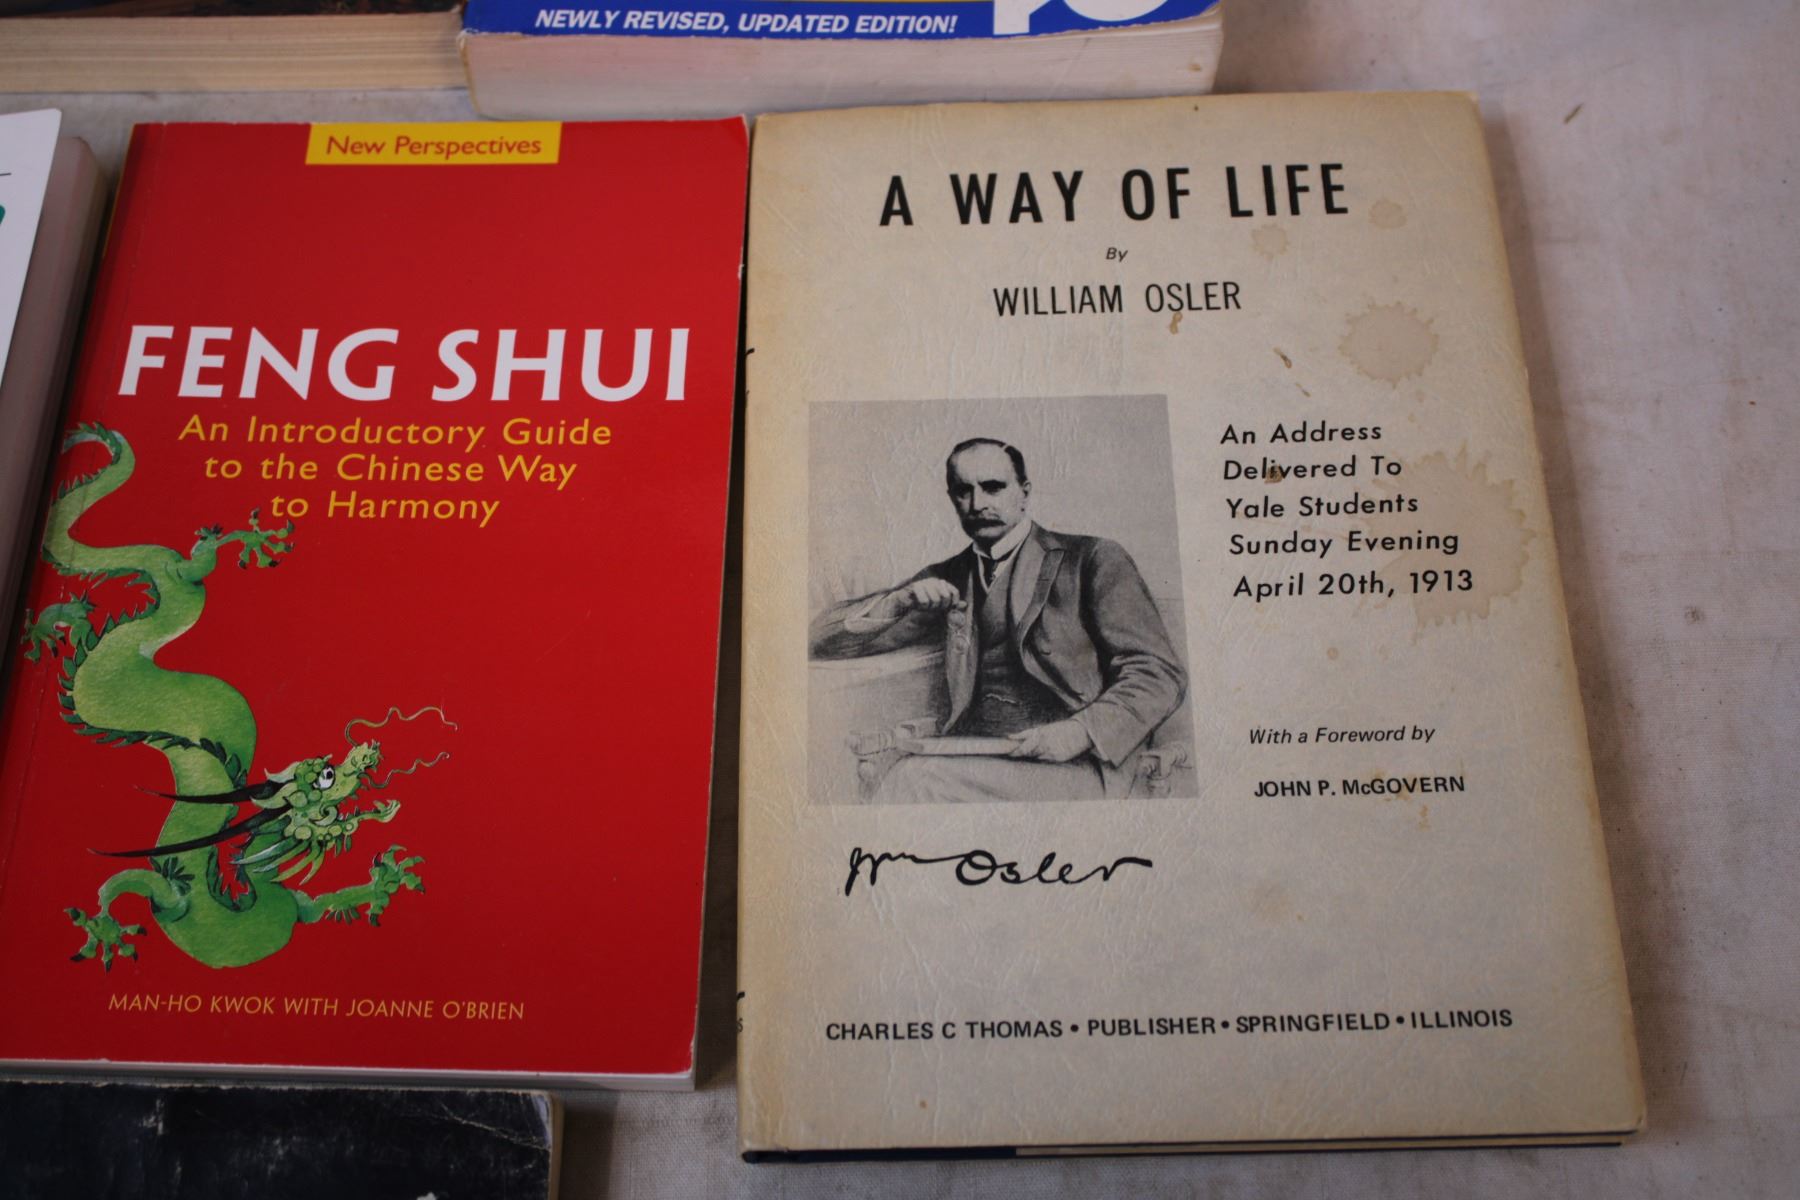 NEWLY REVISED, UPDATED EDITION!
New Perspectives
FENG SHUI
An Introductory Guide
to the Chinese Way
to Harmony
MAN-HO KWOK WITH JOANNE O'BRIEN
A WAY OF LIFE
By
WILLIAM OSLER
An Address
Delivered To
Yale Students
Sunday Evening
April 20th, 1913
With a Foreword by
JOHN P. McGOVERN
Wm Osler
CHARLES C THOMAS • PUBLISHER • SPRINGFIELD • ILLINOIS